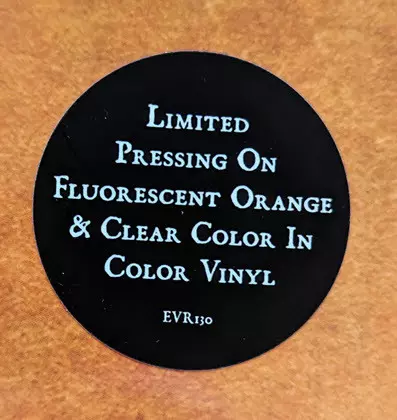 Limited
Pressing On
Fluorescent Orange
& Clear Color In
Color Vinyl
EVR130